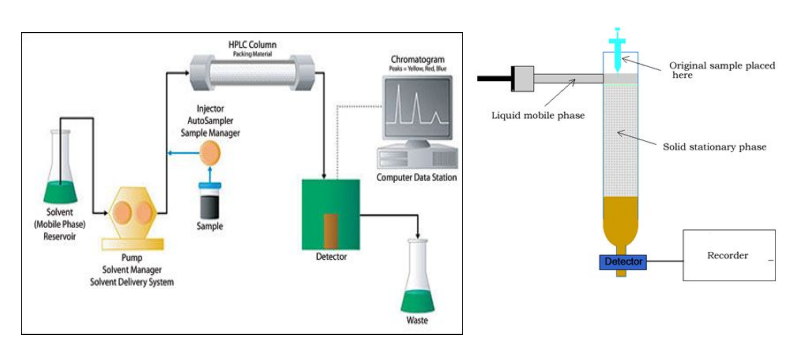 HPLC Column
Packing Material
Chromatogram
Peaks = Yellow, Red, Blue
Injector
AutoSampler
Sample Manager
Computer Data Station
Solvent
(Mobile Phase)
Reservoir
Sample
Pump
Solvent Manager
Solvent Delivery System
Detector
Waste
Original sample placed
here
Liquid mobile phase
Solid stationary phase
Detector
Recorder